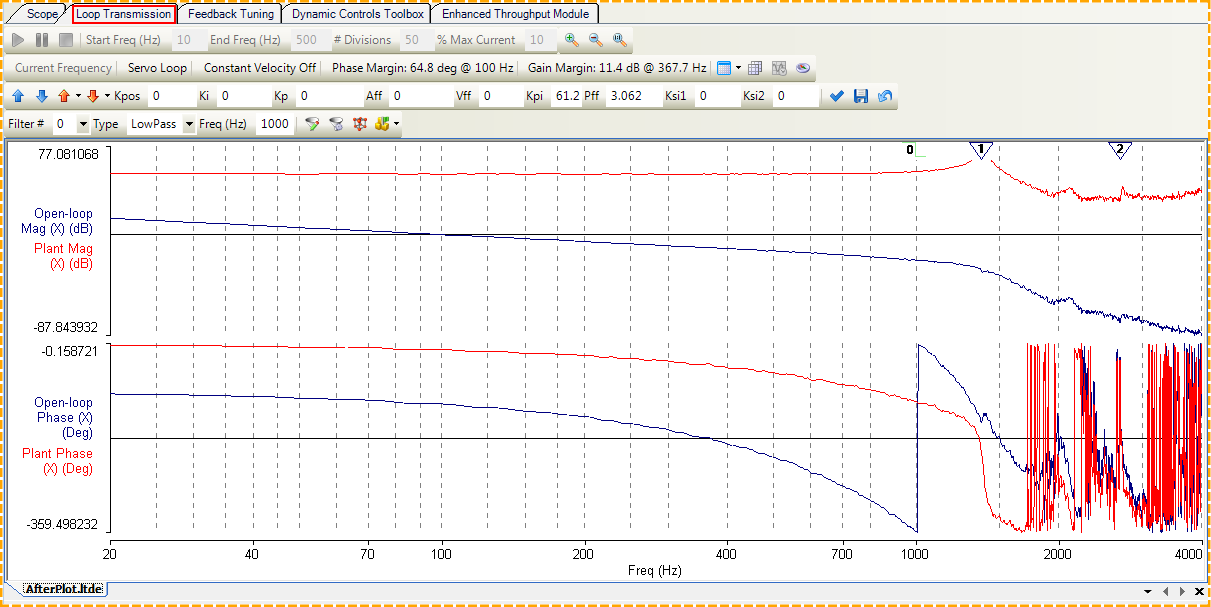 Scope Loop Transmission Feedback Tuning Dynamic Controls Toolbox Enhanced Throughput Module
Start Freq (Hz) 10 End Freq (Hz) 500 # Divisions 50 % Max Current 10
Current Frequency Servo Loop Constant Velocity Off Phase Margin: 64.8 deg @ 100 Hz Gain Margin: 11.4 dB @ 367.7 Hz
Kpos 0 Ki 0 Kp 0 Aff 0 Vff 0 Kpi 61.2 Pff 3.062 Ksi1 0 Ksi2 0
Filter # 0 Type LowPass Freq (Hz) 1000
77.081068
0 1 2
Open-loop
Mag (X) (dB)
Plant Mag
(X) (dB)
-87.843932
-0.158721
Open-loop
Phase (X)
(Deg)
Plant Phase
(X) (Deg)
-359.498232
20 40 70 100 200 400 700 1000 2000 4000
Freq (Hz)
AfterPlot.ltde